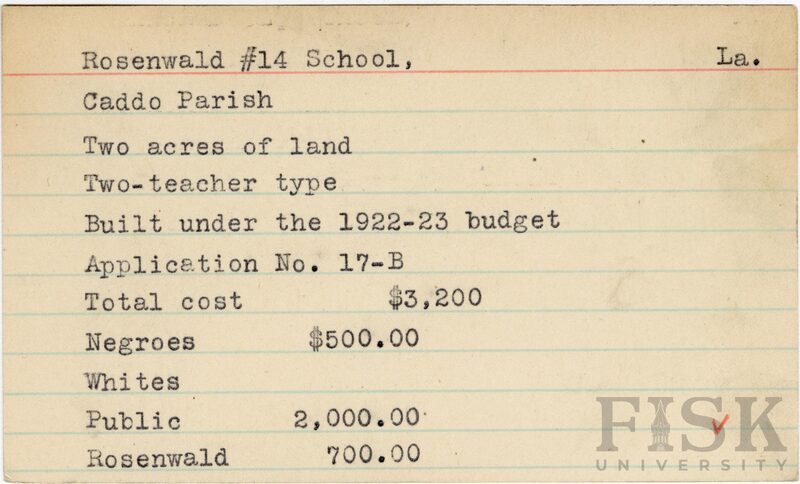 Rosenwald #14 School, La.
Caddo Parish
Two acres of land
Two-teacher type
Built under the 1922-23 budget
Application No. 17-B
Total cost $3,200
Negroes $500.00
Whites
Public 2,000.00
Rosenwald 700.00
FISK
UNIVERSITY